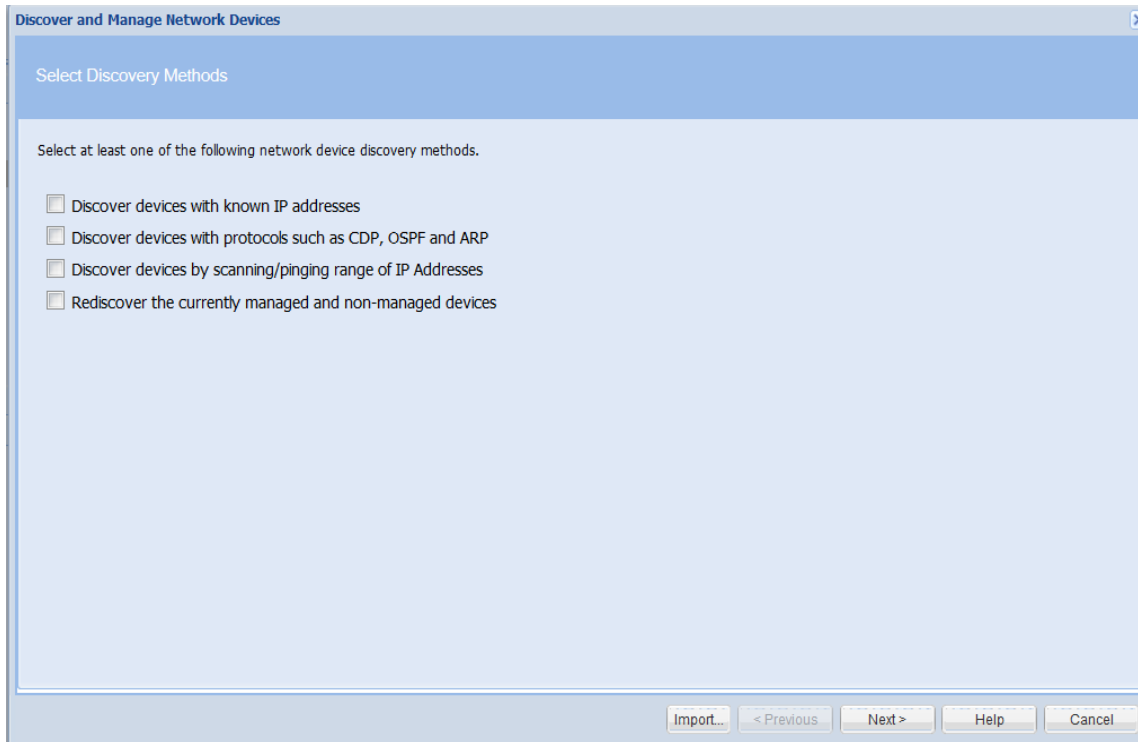 Discover and Manage Network Devices
Select Discovery Methods
Select at least one of the following network device discovery methods.
Discover devices with known IP addresses
Discover devices with protocols such as CDP, OSPF and ARP
Discover devices by scanning/pinging range of IP Addresses
Rediscover the currently managed and non-managed devices
Import... < Previous Next > Help Cancel